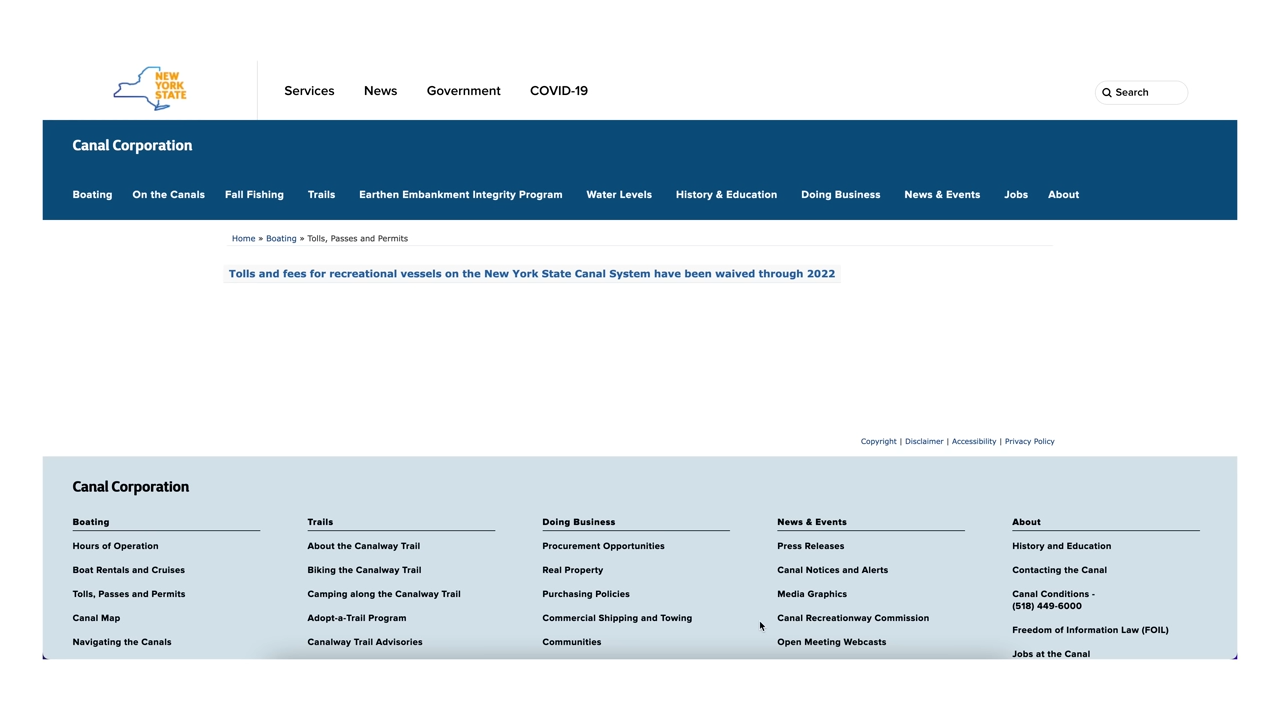 NEW
YORK
STATE
Services News Government COVID-19
Search
Canal Corporation
Boating On the Canals Fall Fishing Trails Earthen Embankment Integrity Program Water Levels History & Education Doing Business News & Events Jobs About
Home » Boating » Tolls, Passes and Permits
Tolls and fees for recreational vessels on the New York State Canal System have been waived through 2022
Copyright | Disclaimer | Accessibility | Privacy Policy
Canal Corporation
Boating
Hours of Operation
Boat Rentals and Cruises
Tolls, Passes and Permits
Canal Map
Navigating the Canals
Trails
About the Canalway Trail
Biking the Canalway Trail
Camping along the Canalway Trail
Adopt-a-Trail Program
Canalway Trail Advisories
Doing Business
Procurement Opportunities
Real Property
Purchasing Policies
Commercial Shipping and Towing
Communities
News & Events
Press Releases
Canal Notices and Alerts
Media Graphics
Canal Recreationway Commission
Open Meeting Webcasts
About
History and Education
Contacting the Canal
Canal Conditions -
(518) 449-6000
Freedom of Information Law (FOIL)
Jobs at the Canal